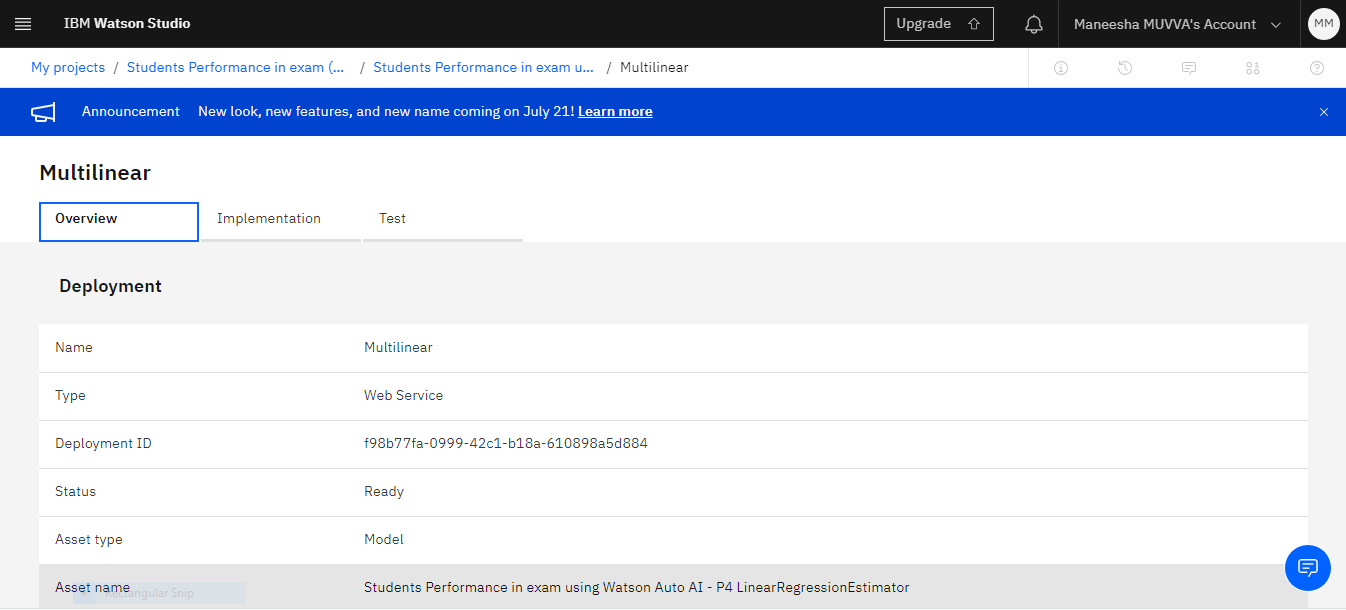 IBM Watson Studio
Upgrade
Maneesha MUVVA's Account
MM
My projects / Students Performance in exam (... / Students Performance in exam u... / Multilinear
Announcement New look, new features, and new name coming on July 21! Learn more
Multilinear
Overview Implementation Test
Deployment
Name Multilinear
Type Web Service
Deployment ID f98b77fa-0999-42c1-b18a-610898a5d884
Status Ready
Asset type Model
Asset name Students Performance in exam using Watson Auto AI - P4 LinearRegressionEstimator
Rectangular Snip